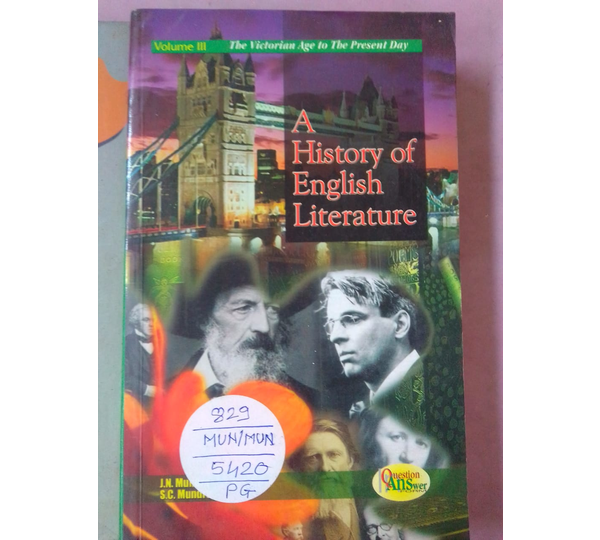 Volume III The Victorian Age to The Present Day
A
History of
English
Literature
829
MUN/MUN
5420
PG
J.N.
S.C.
Question
Answer